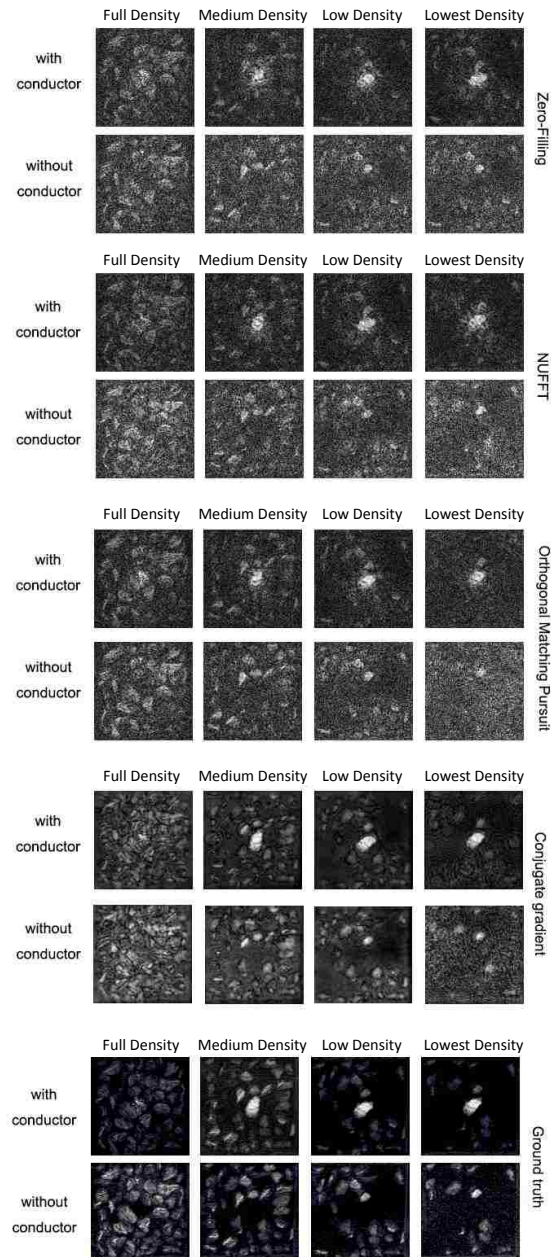 Full Density Medium Density Low Density Lowest Density
with
conductor
without
conductor
Zero-Filling
Full Density Medium Density Low Density Lowest Density
with
conductor
without
conductor
NUFFT
Full Density Medium Density Low Density Lowest Density
with
conductor
without
conductor
Orthogonal Matching Pursuit
Full Density Medium Density Low Density Lowest Density
with
conductor
without
conductor
Conjugate gradient
Full Density Medium Density Low Density Lowest Density
with
conductor
without
conductor
Ground truth